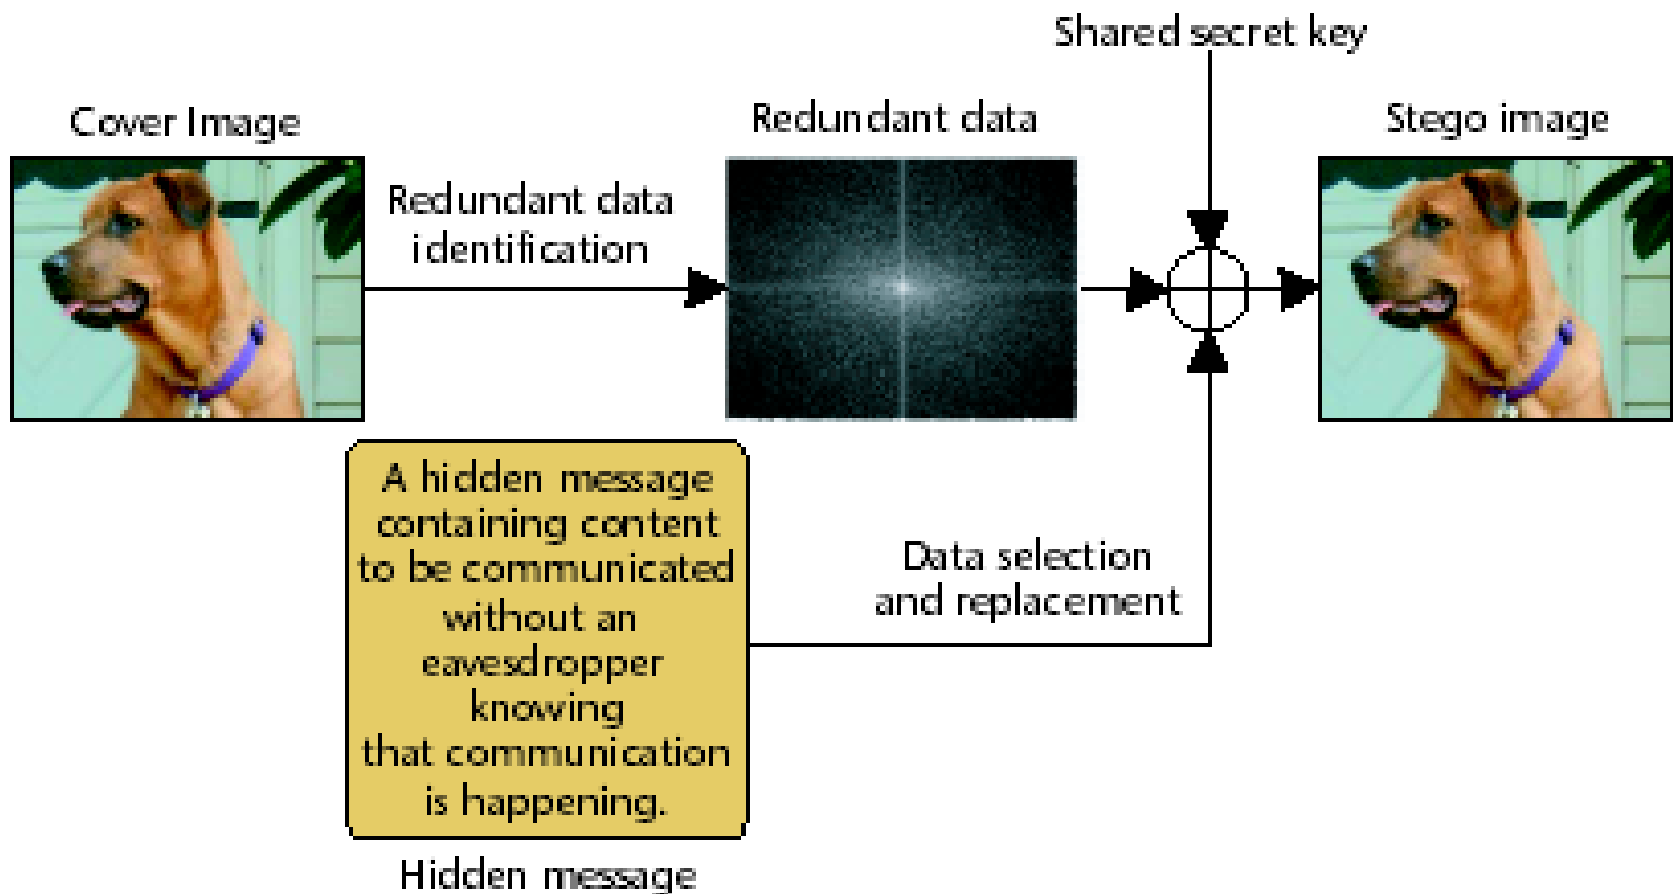 Shared secret key
Cover Image
Redundant data
Stego image
Redundant data
identification
A hidden message
containing content
to be communicated
without an
eavesdropper
knowing
that communication
is happening.
Data selection
and replacement
Hidden message